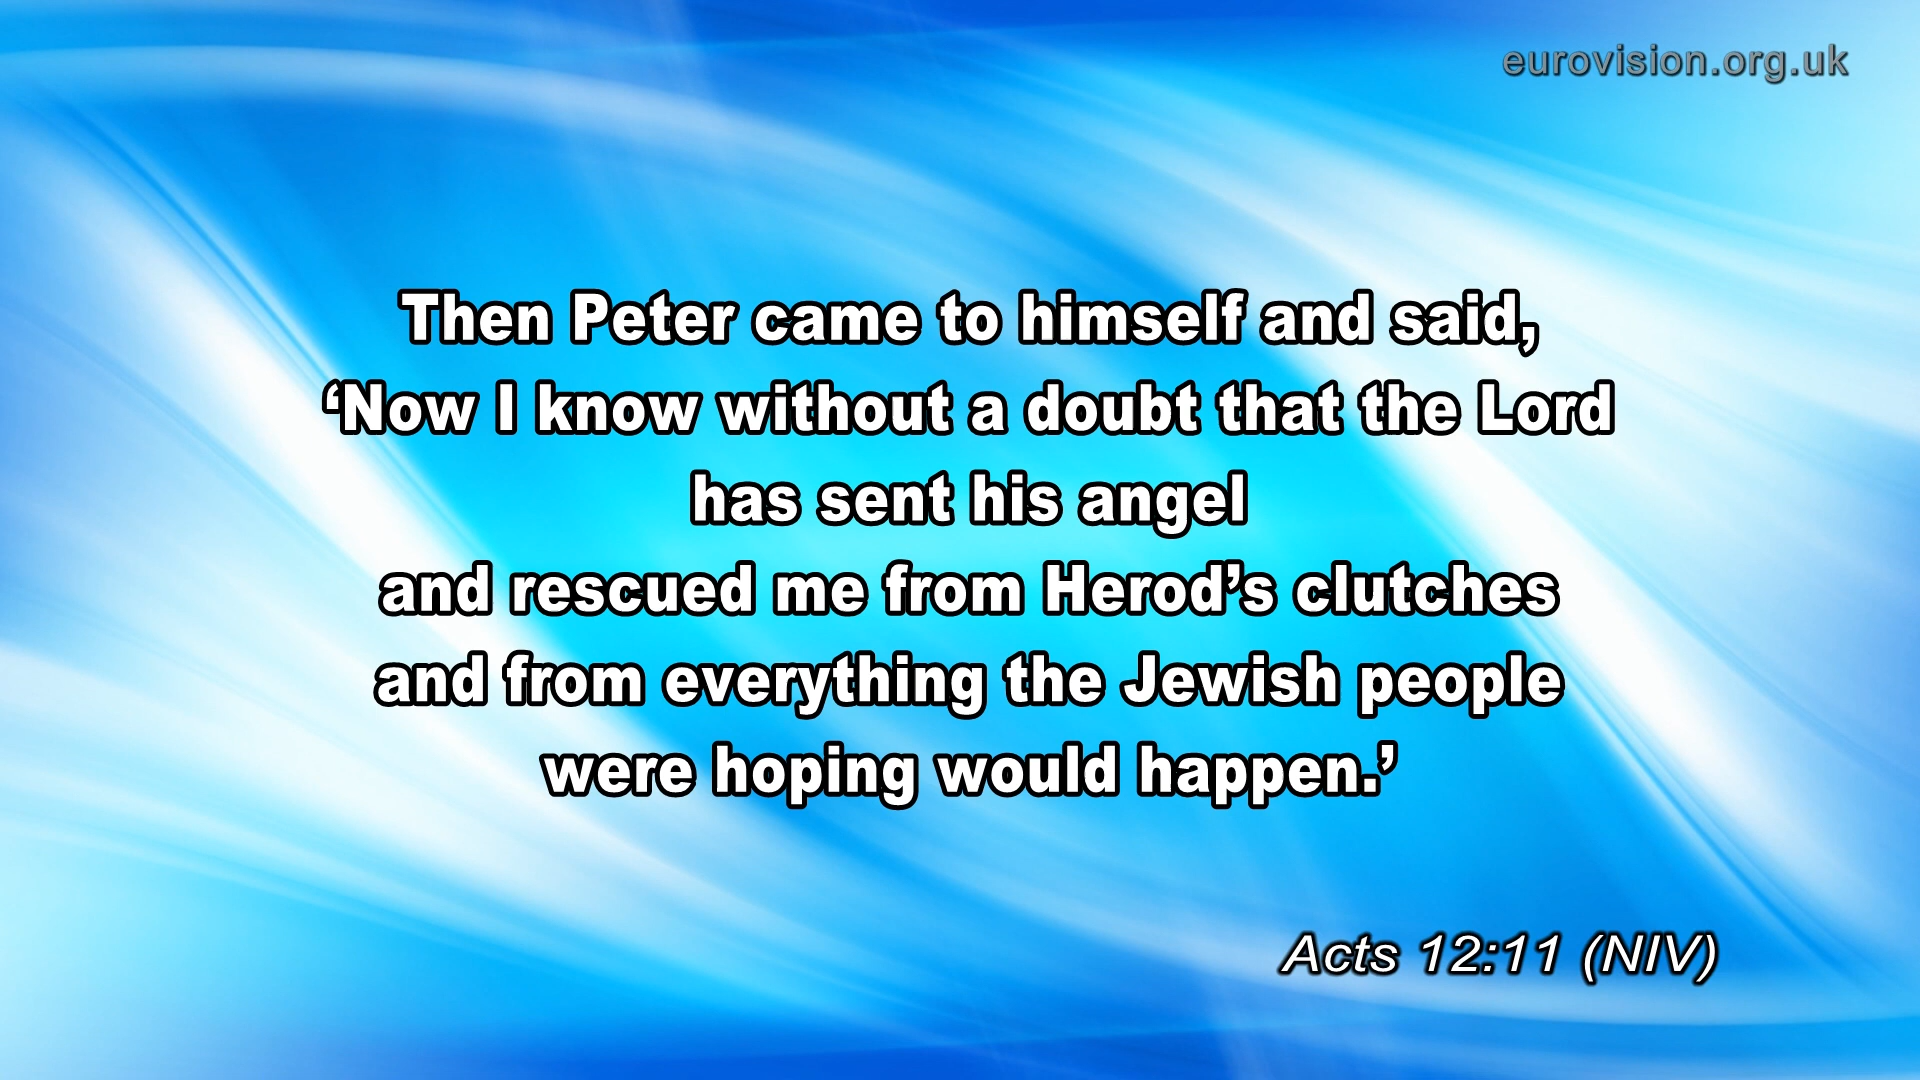 eurovision.org.uk
Then Peter came to himself and said,
‘Now I know without a doubt that the Lord
has sent his angel
and rescued me from Herod’s clutches
and from everything the Jewish people
were hoping would happen.’
Acts 12:11 (NIV)